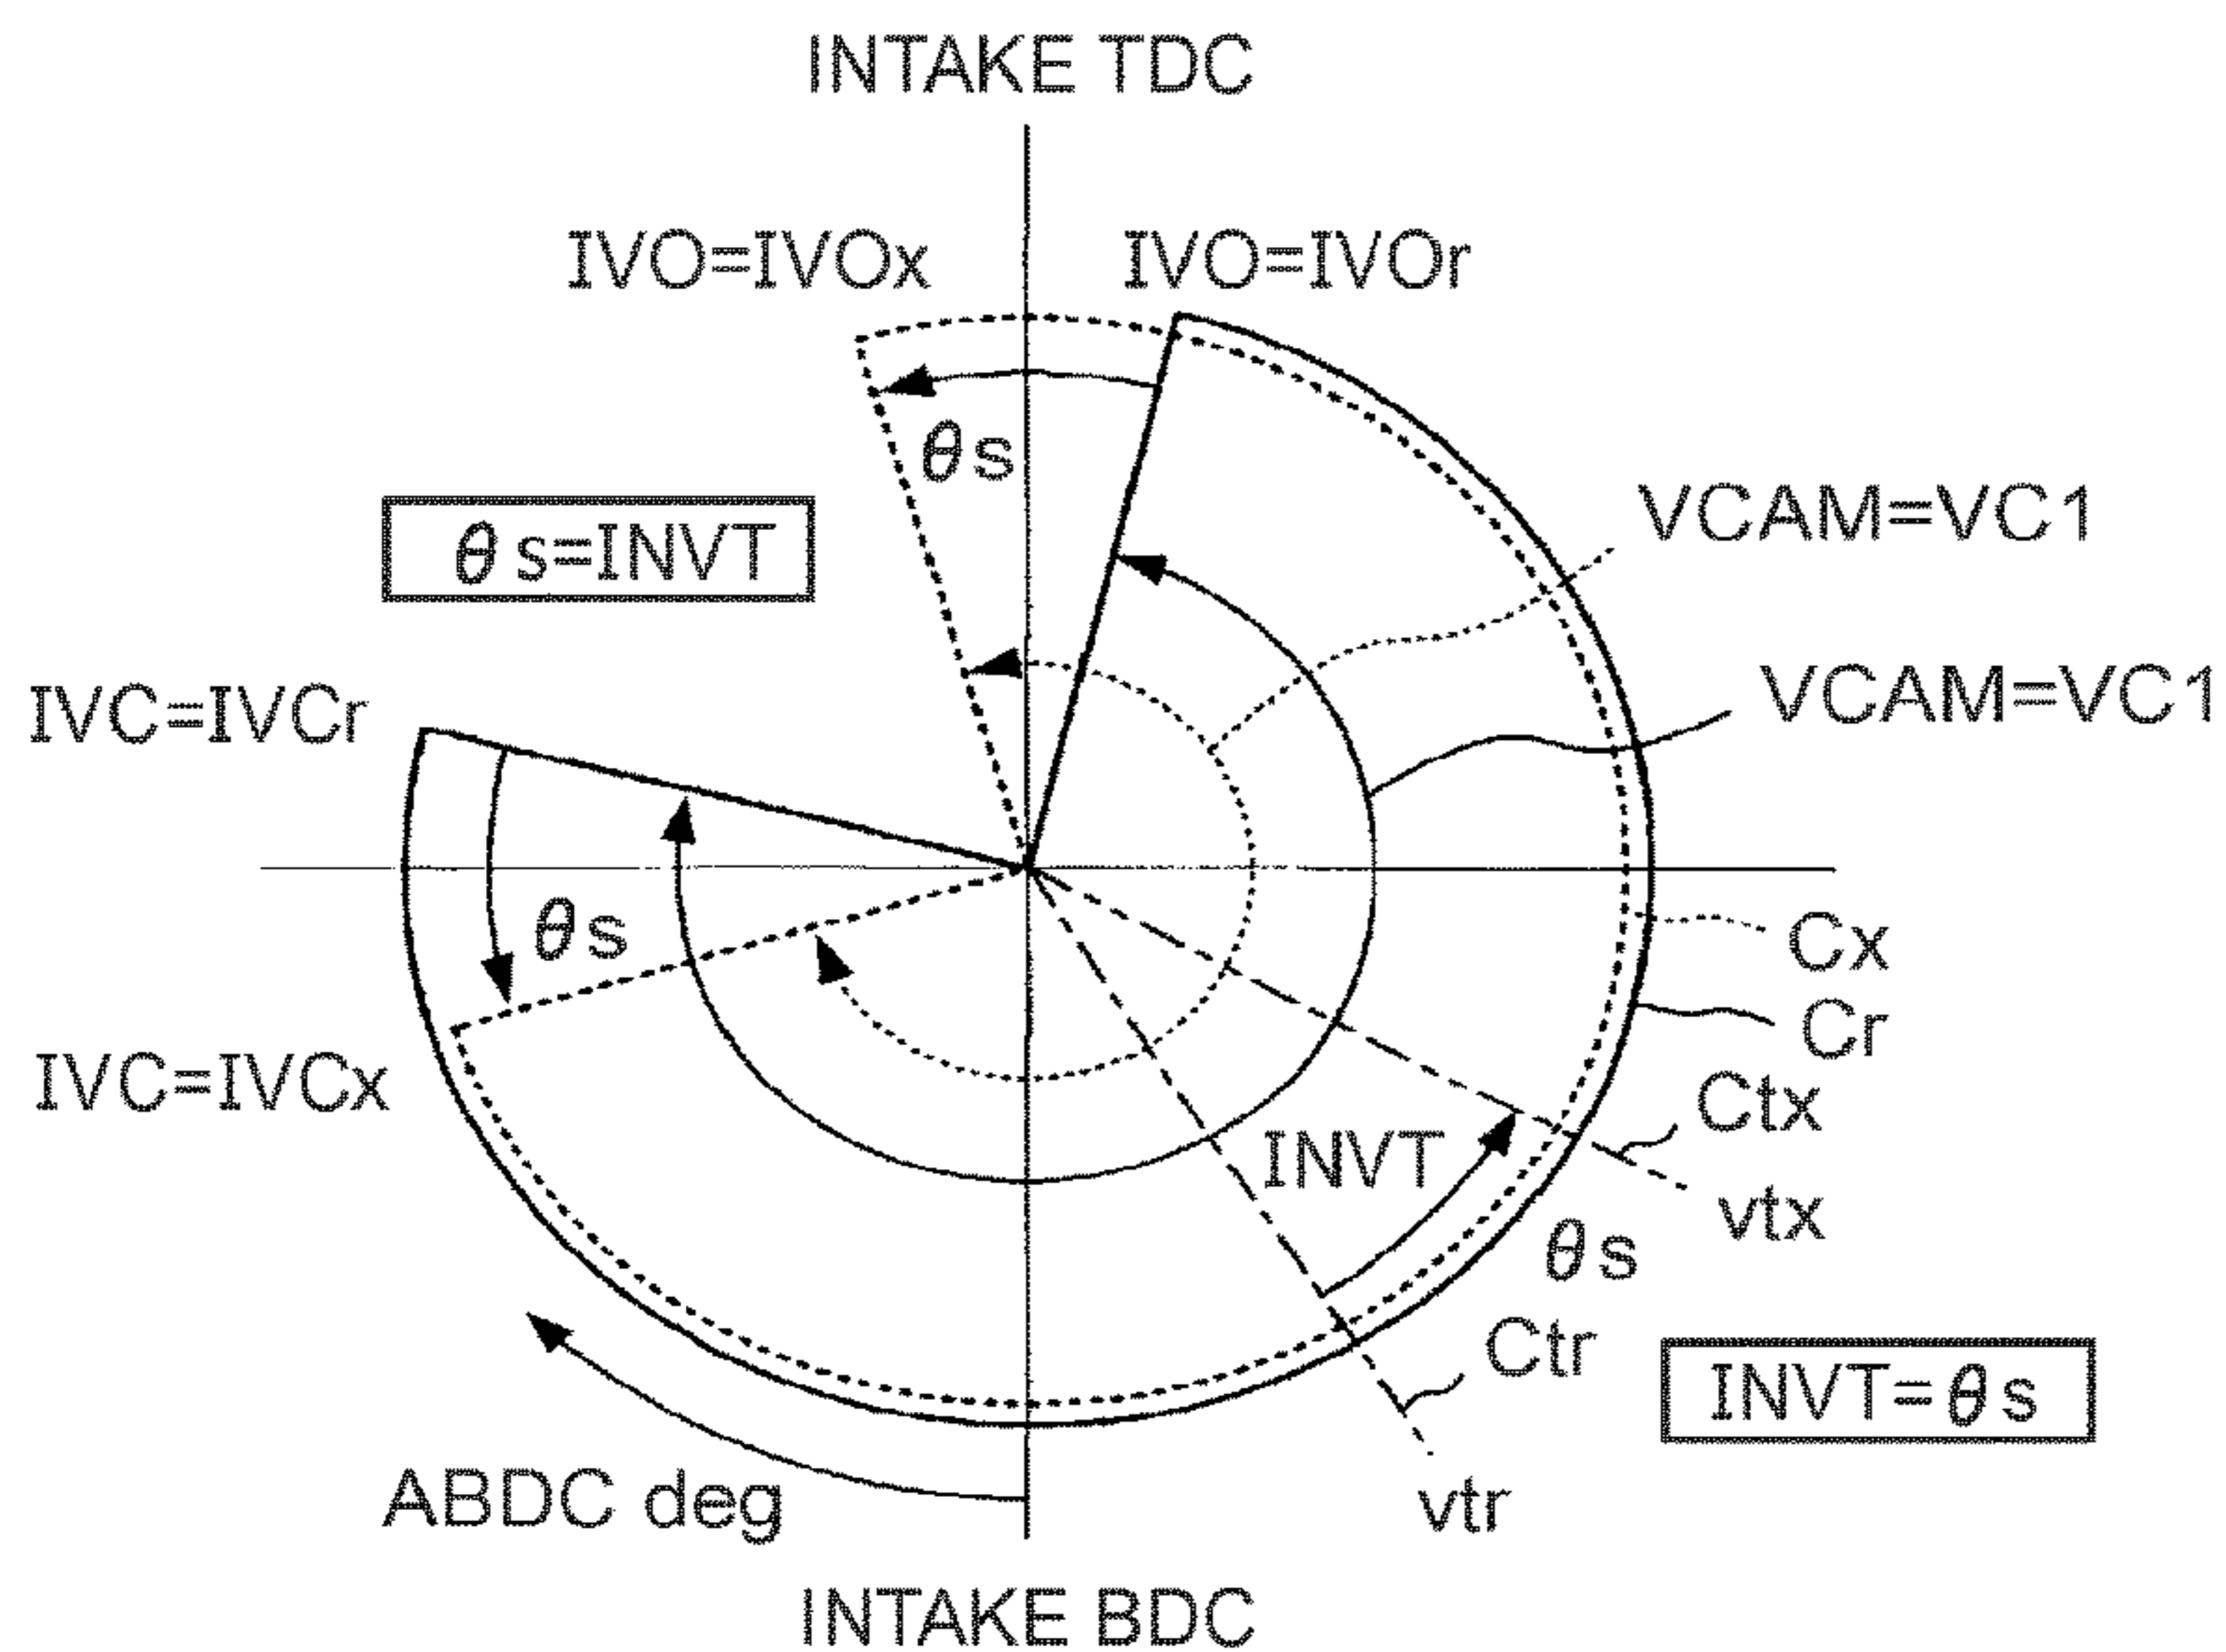 INTAKE TDC
IVO=IVOx
IVO=IVOr
θs
θs=INVT
VCAM=VC1
VCAM=VC1
IVC=IVCr
θs
Cx
Cr
IVC=IVCx
Ctx
INVT
vtx
θs
Ctr
INVT=θs
ABDC deg
vtr
INTAKE BDC